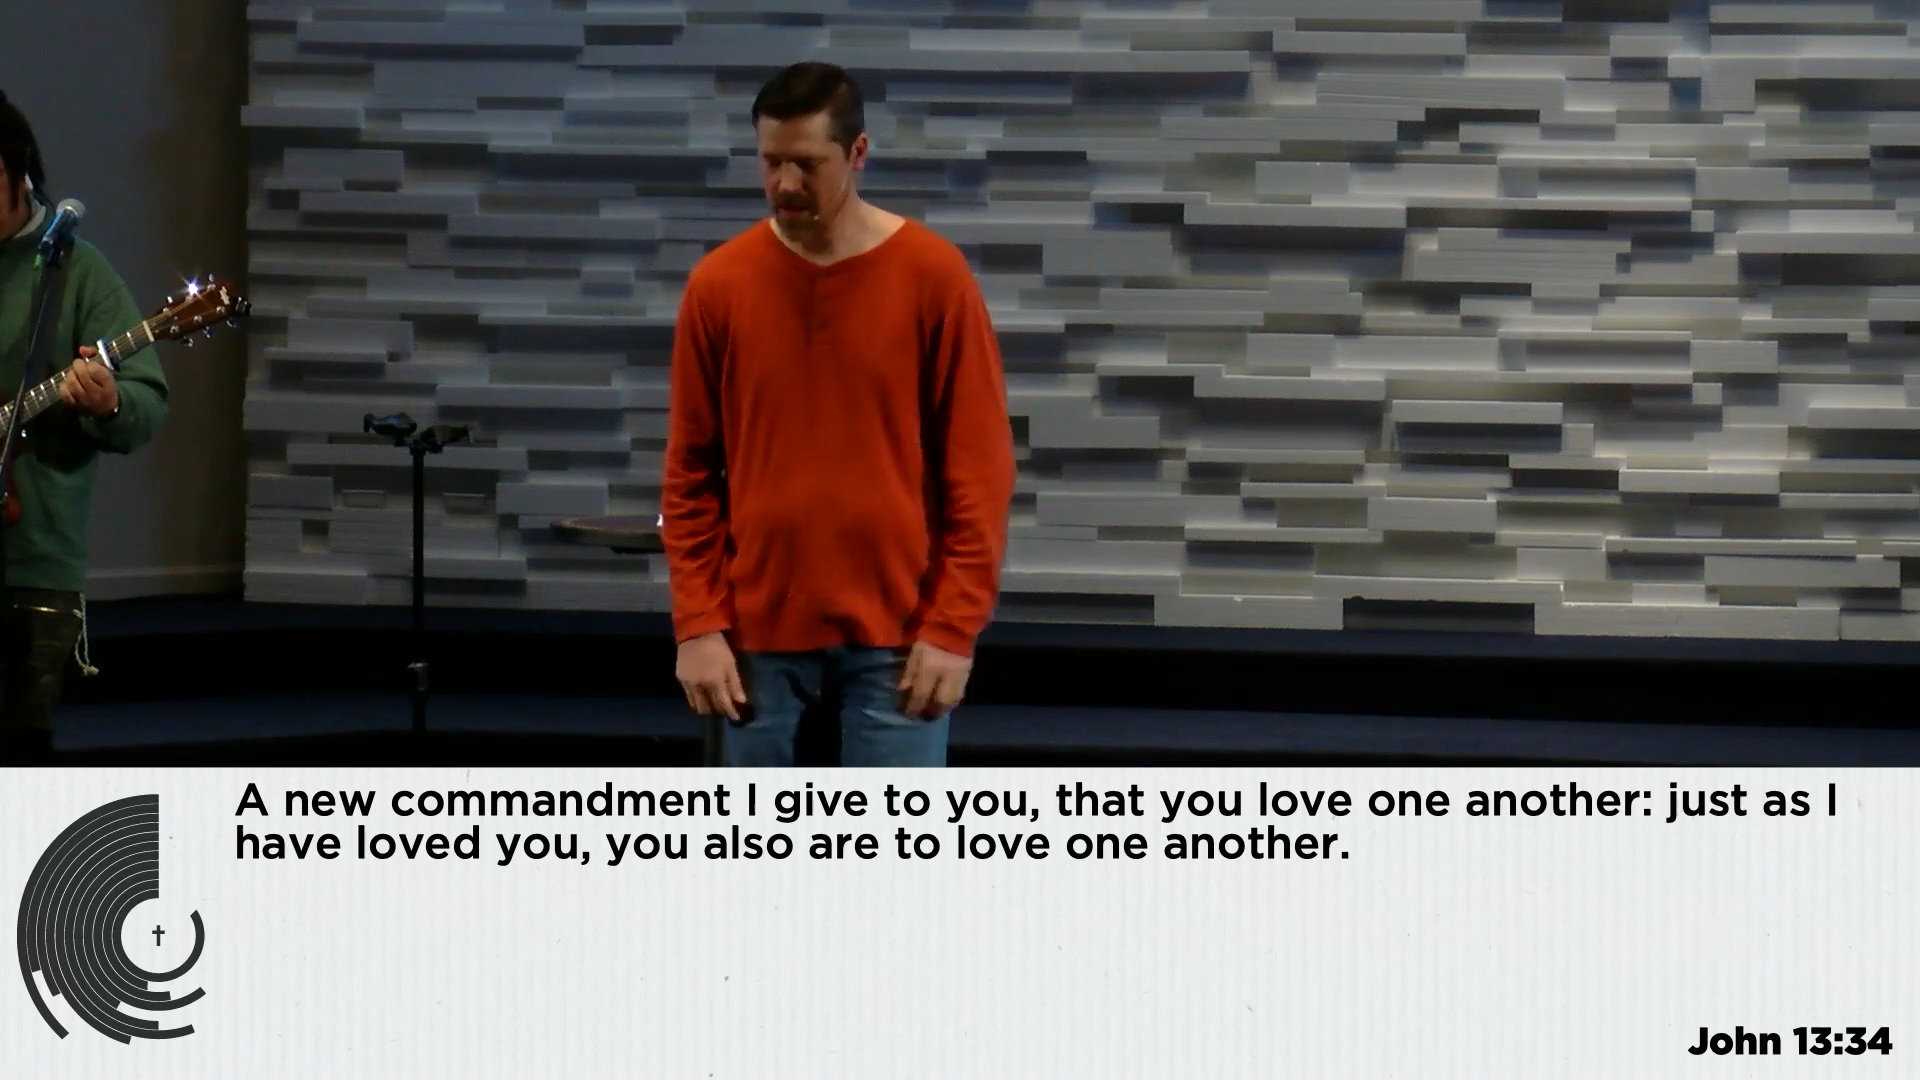 A new commandment I give to you, that you love one another: just as I
have loved you, you also are to love one another.
John 13:34